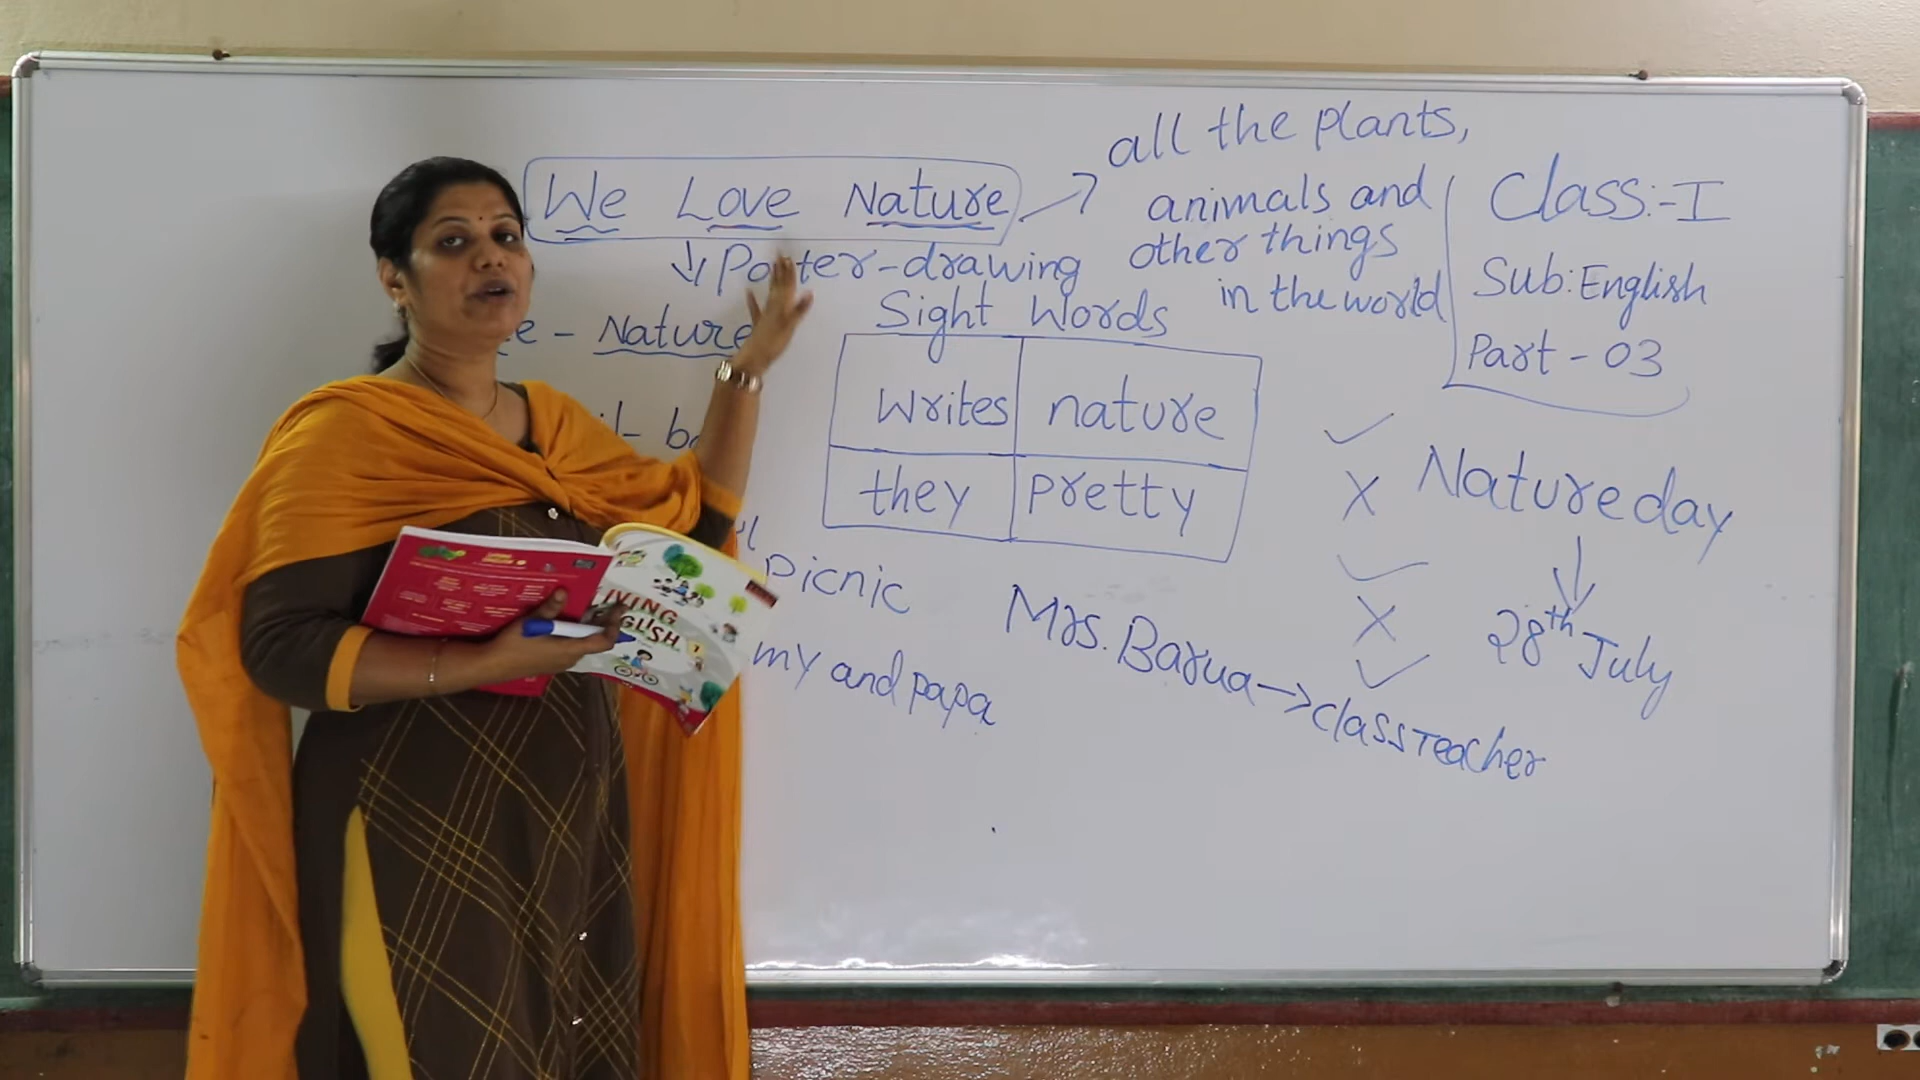 We Love Nature
all the plants,
animals and
other things
in the world
Class:-I
Sub: English
Part - 03
Poster-drawing
- Nature
Sight Words
writes nature
they pretty
Nature day
28th July
Picnic
my and papa
Mrs. Barua → class Teacher
LIVING
ENGLISH